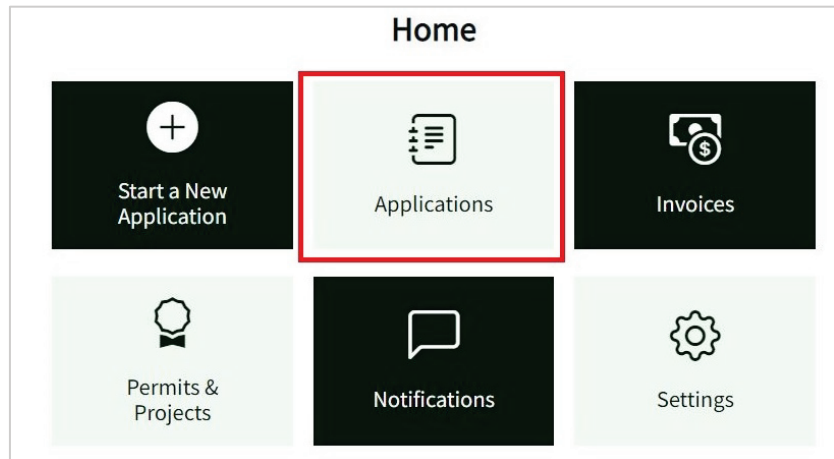 Home
Start a New
Application
Applications
Invoices
Permits &
Projects
Notifications
Settings